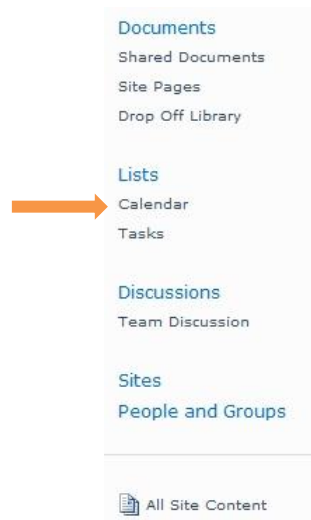 Documents
Shared Documents
Site Pages
Drop Off Library
Lists
Calendar
Tasks
Discussions
Team Discussion
Sites
People and Groups
All Site Content